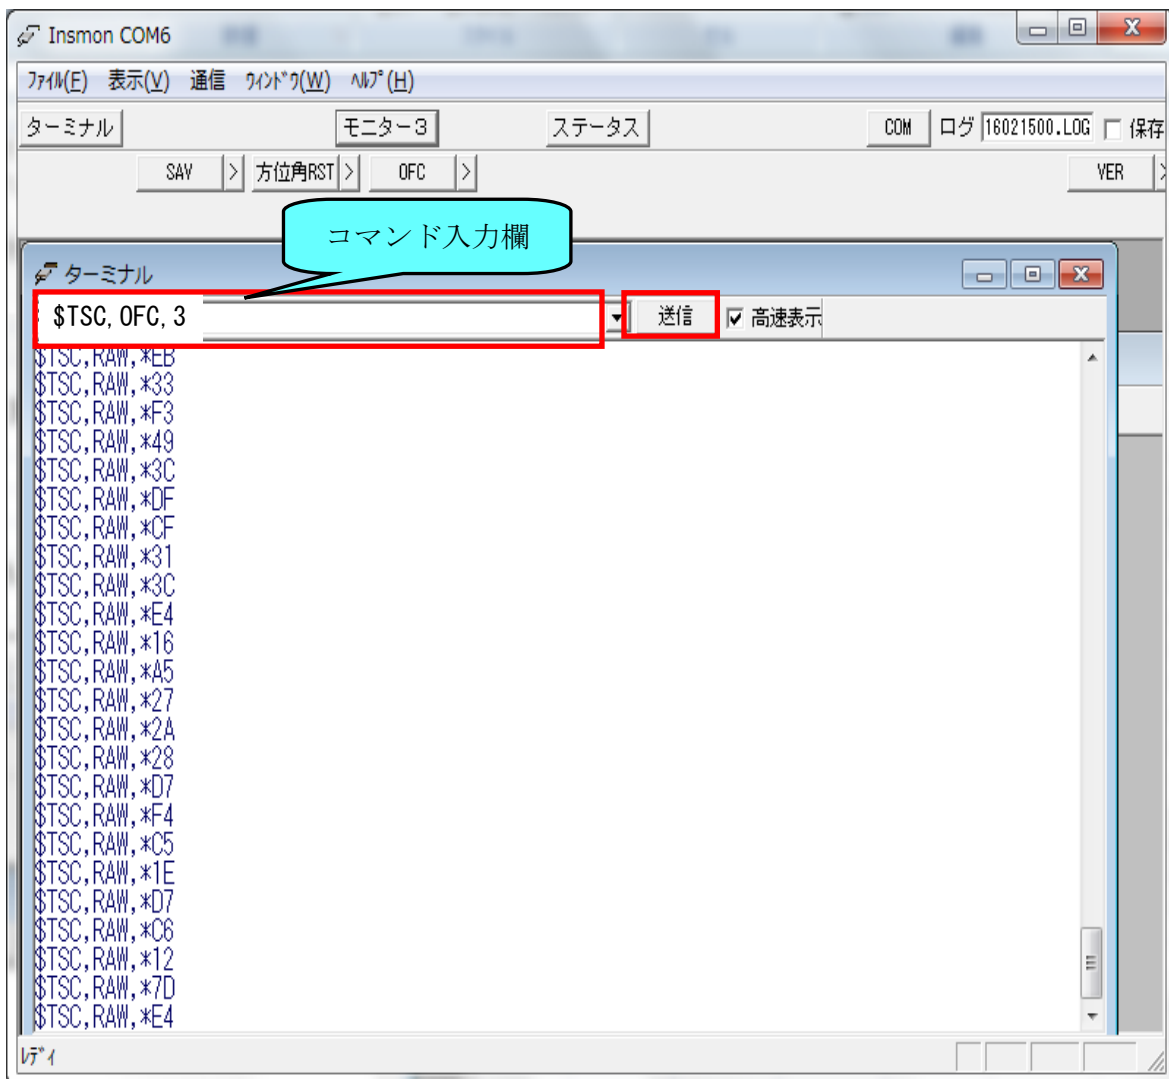 Insmon COM6
ﾌｧｲﾙ(F) 表示(V) 通信 ｳｨﾝﾄﾞｳ(W) ﾍﾙﾌﾟ(H)
ターミナル モニター３ ステータス COM ログ 16021500.LOG 保存
SAV > 方位角RST > OFC > VER >
コマンド入力欄
ターミナル
$TSC,OFC,3 送信 高速表示
$TSC,RAW,*EB
$TSC,RAW,*33
$TSC,RAW,*F3
$TSC,RAW,*49
$TSC,RAW,*3C
$TSC,RAW,*DF
$TSC,RAW,*CF
$TSC,RAW,*31
$TSC,RAW,*3C
$TSC,RAW,*E4
$TSC,RAW,*16
$TSC,RAW,*A5
$TSC,RAW,*27
$TSC,RAW,*2A
$TSC,RAW,*28
$TSC,RAW,*D7
$TSC,RAW,*F4
$TSC,RAW,*C5
$TSC,RAW,*1E
$TSC,RAW,*D7
$TSC,RAW,*C6
$TSC,RAW,*12
$TSC,RAW,*7D
$TSC,RAW,*E4
ﾚﾃﾞｨ